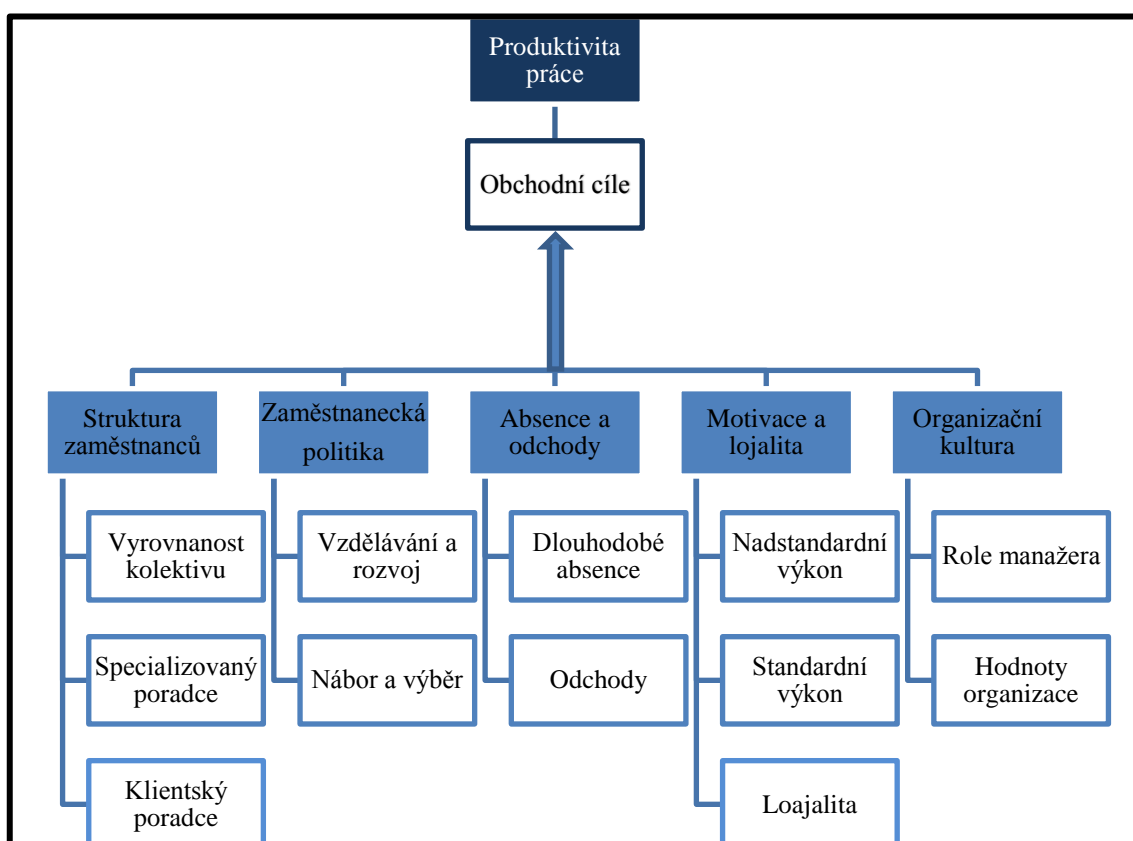 Produktivita
práce
Obchodní cíle
Struktura
zaměstnanců
Zaměstnanecká
politika
Absence a
odchody
Motivace a
lojalita
Organizační
kultura
Vyrovnanost
kolektivu
Vzdělávání a
rozvoj
Dlouhodobé
absence
Nadstandardní
výkon
Role manažera
Specializovaný
poradce
Nábor a výběr
Odchody
Standardní
výkon
Hodnoty
organizace
Klientský
poradce
Loajalita